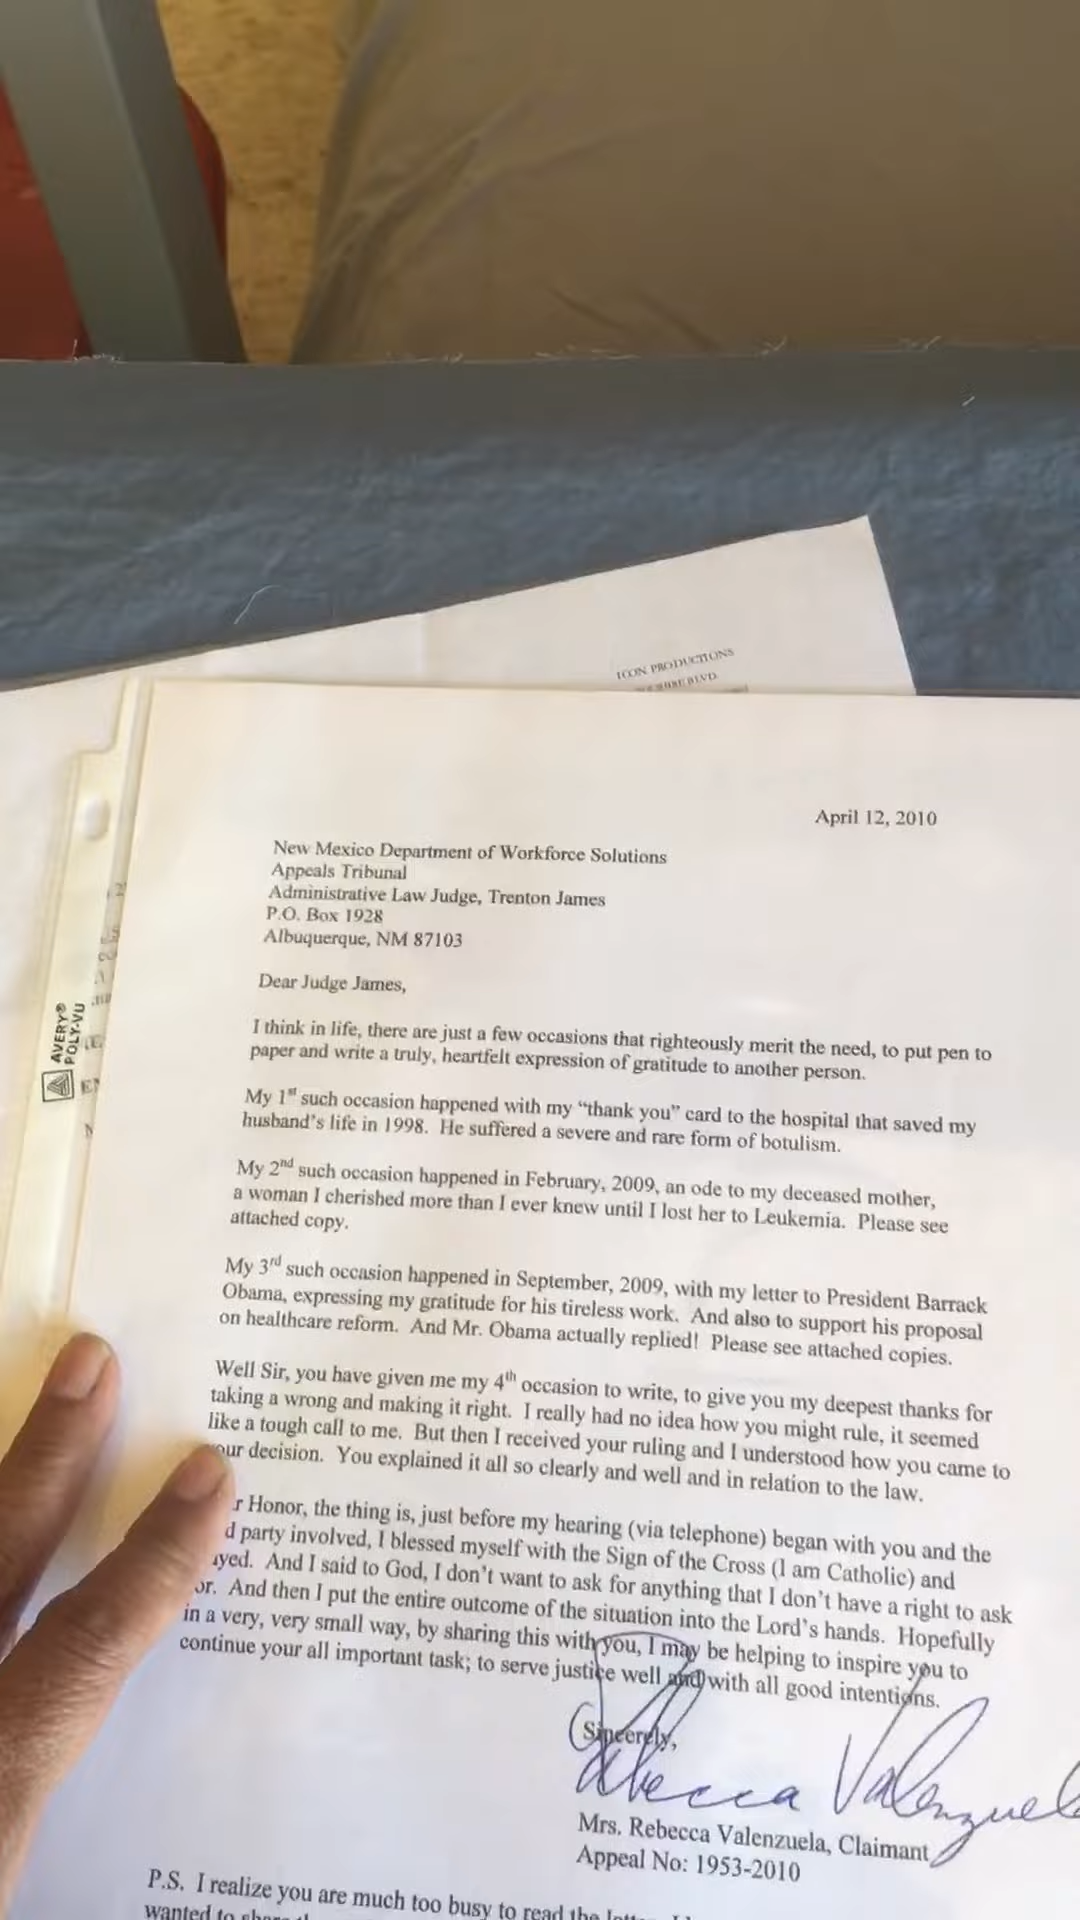 ICON PRODUCTIONS
BLVD
April 12, 2010
New Mexico Department of Workforce Solutions
Appeals Tribunal
Administrative Law Judge, Trenton James
P.O. Box 1928
Albuquerque, NM 87103
Dear Judge James,
I think in life, there are just a few occasions that righteously merit the need, to put pen to
paper and write a truly, heartfelt expression of gratitude to another person.
My 1st such occasion happened with my “thank you” card to the hospital that saved my
husband’s life in 1998. He suffered a severe and rare form of botulism.
My 2nd such occasion happened in February, 2009, an ode to my deceased mother,
a woman I cherished more than I ever knew until I lost her to Leukemia. Please see
attached copy.
My 3rd such occasion happened in September, 2009, with my letter to President Barrack
Obama, expressing my gratitude for his tireless work. And also to support his proposal
on healthcare reform. And Mr. Obama actually replied! Please see attached copies.
Well Sir, you have given me my 4th occasion to write, to give you my deepest thanks for
taking a wrong and making it right. I really had no idea how you might rule, it seemed
like a tough call to me. But then I received your ruling and I understood how you came to
our decision. You explained it all so clearly and well and in relation to the law.
r Honor, the thing is, just before my hearing (via telephone) began with you and the
d party involved, I blessed myself with the Sign of the Cross (I am Catholic) and
ayed. And I said to God, I don’t want to ask for anything that I don’t have a right to ask
or. And then I put the entire outcome of the situation into the Lord’s hands. Hopefully
in a very, very small way, by sharing this with you, I may be helping to inspire you to
continue your all important task; to serve justice well and with all good intentions.
Sincerely,
Rebecca Valenzuela
Mrs. Rebecca Valenzuela, Claimant
Appeal No: 1953-2010
P.S. I realize you are much too busy to read the
wanted to
AVERY®
POLY-VU